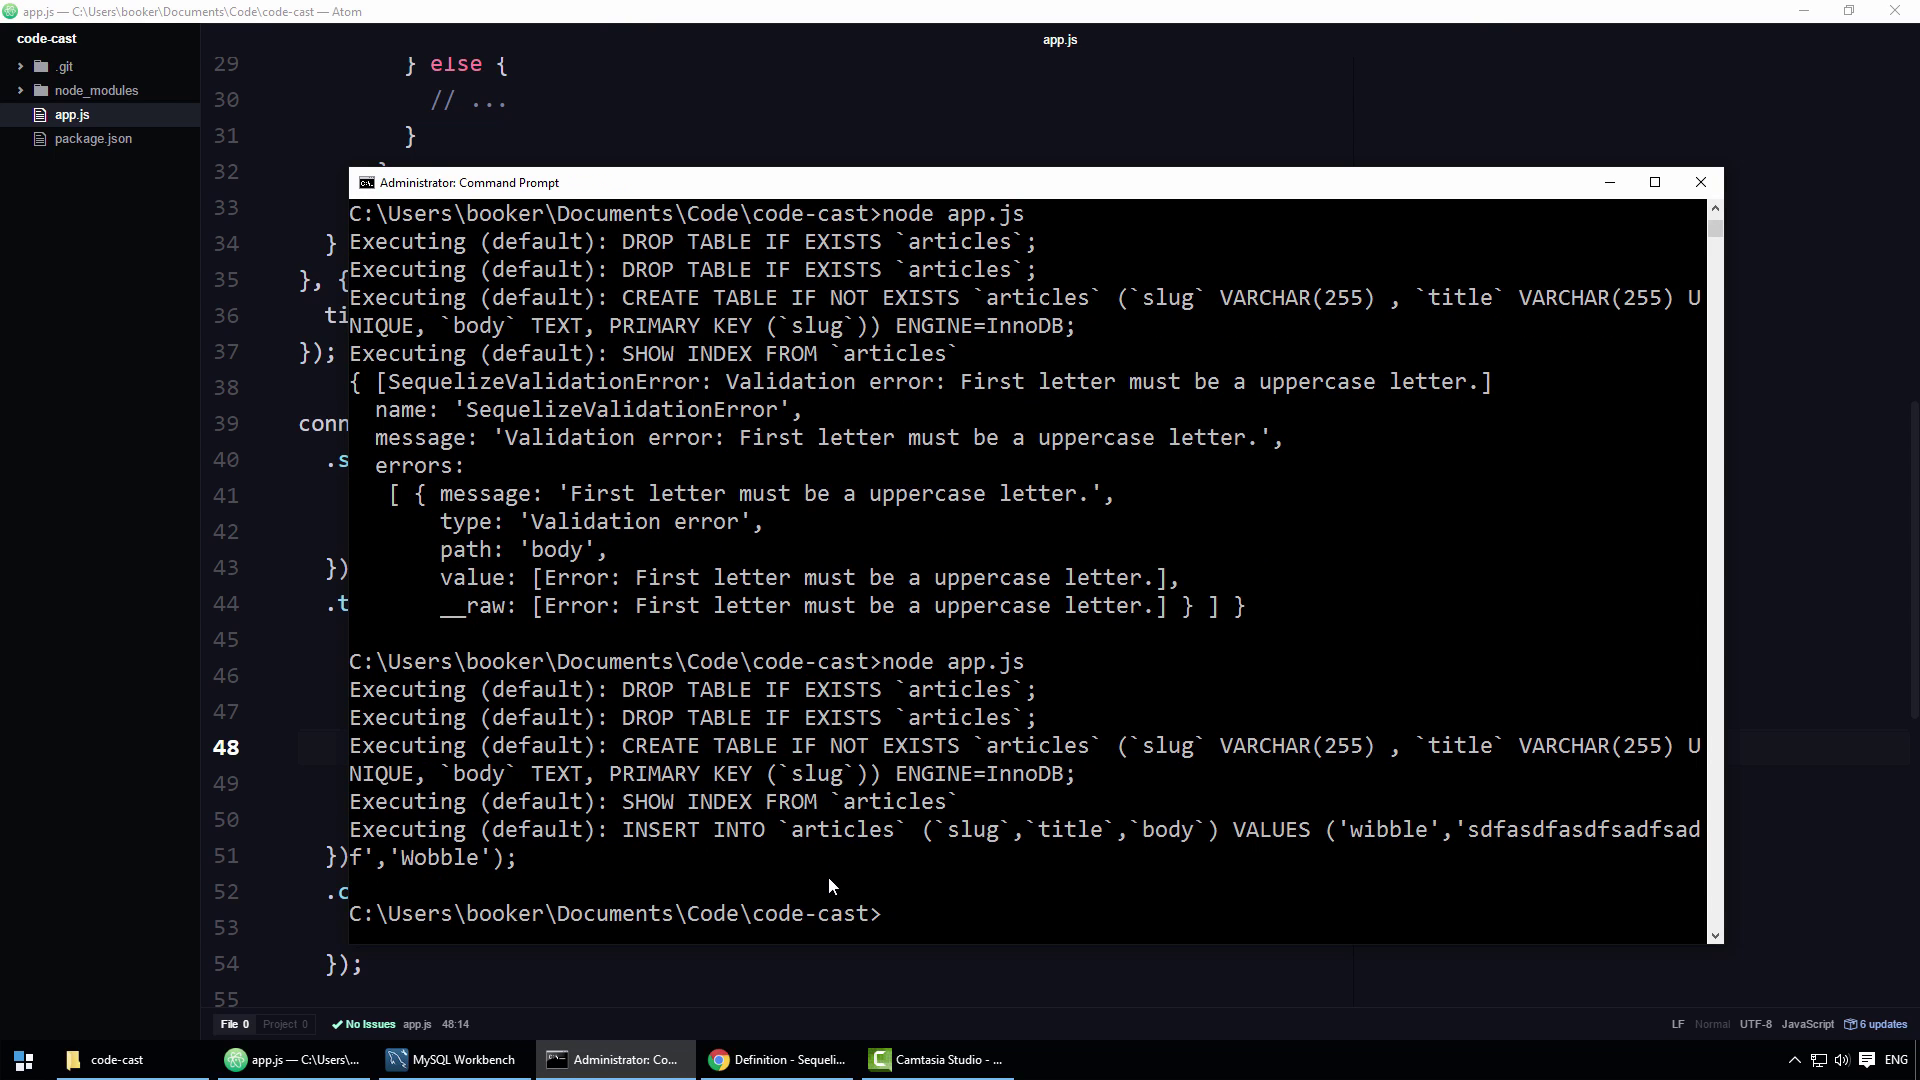 app.js — C:\Users\booker\Documents\Code\code-cast — Atom
code-cast
.git
node_modules
app.js
package.json
app.js
29 } else {
30 // ...
31 }
32
33
34 }
35 }, {
36 ti
37 });
38
39 conn
40 .s
41
42
43 })
44 .t
45
46
47
48
49
50
51 })
52 .c
53
54 });
55
Administrator: Command Prompt
C:\Users\booker\Documents\Code\code-cast>node app.js
Executing (default): DROP TABLE IF EXISTS `articles`;
Executing (default): DROP TABLE IF EXISTS `articles`;
Executing (default): CREATE TABLE IF NOT EXISTS `articles` (`slug` VARCHAR(255) , `title` VARCHAR(255) U
NIQUE, `body` TEXT, PRIMARY KEY (`slug`)) ENGINE=InnoDB;
Executing (default): SHOW INDEX FROM `articles`
{ [SequelizeValidationError: Validation error: First letter must be a uppercase letter.]
name: 'SequelizeValidationError',
message: 'Validation error: First letter must be a uppercase letter.',
errors:
[ { message: 'First letter must be a uppercase letter.',
type: 'Validation error',
path: 'body',
value: [Error: First letter must be a uppercase letter.],
__raw: [Error: First letter must be a uppercase letter.] } ] }
C:\Users\booker\Documents\Code\code-cast>node app.js
Executing (default): DROP TABLE IF EXISTS `articles`;
Executing (default): DROP TABLE IF EXISTS `articles`;
Executing (default): CREATE TABLE IF NOT EXISTS `articles` (`slug` VARCHAR(255) , `title` VARCHAR(255) U
NIQUE, `body` TEXT, PRIMARY KEY (`slug`)) ENGINE=InnoDB;
Executing (default): SHOW INDEX FROM `articles`
Executing (default): INSERT INTO `articles` (`slug`,`title`,`body`) VALUES ('wibble','sdfasdfasdfsadfsad
f','Wobble');
C:\Users\booker\Documents\Code\code-cast>
File 0 Project 0 No Issues app.js 48:14 LF Normal UTF-8 JavaScript 6 updates
code-cast app.js — C:\Users\... MySQL Workbench Administrator: Co... Definition - Sequeli... Camtasia Studio - ... ENG